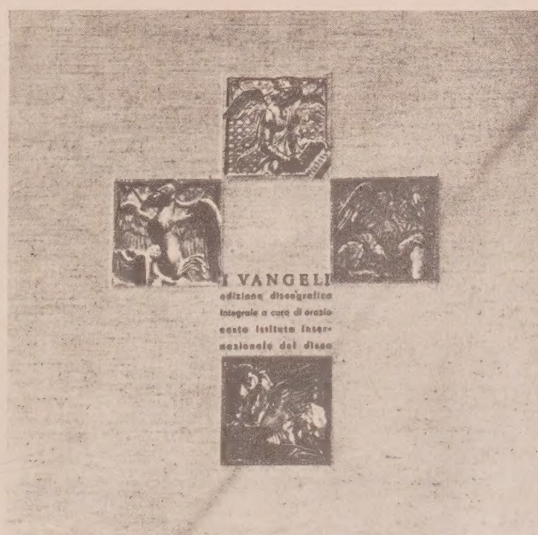 I VANGELI
edizione discografica
integrale a cura di orazio
costa istituto inter-
nazionale del disco